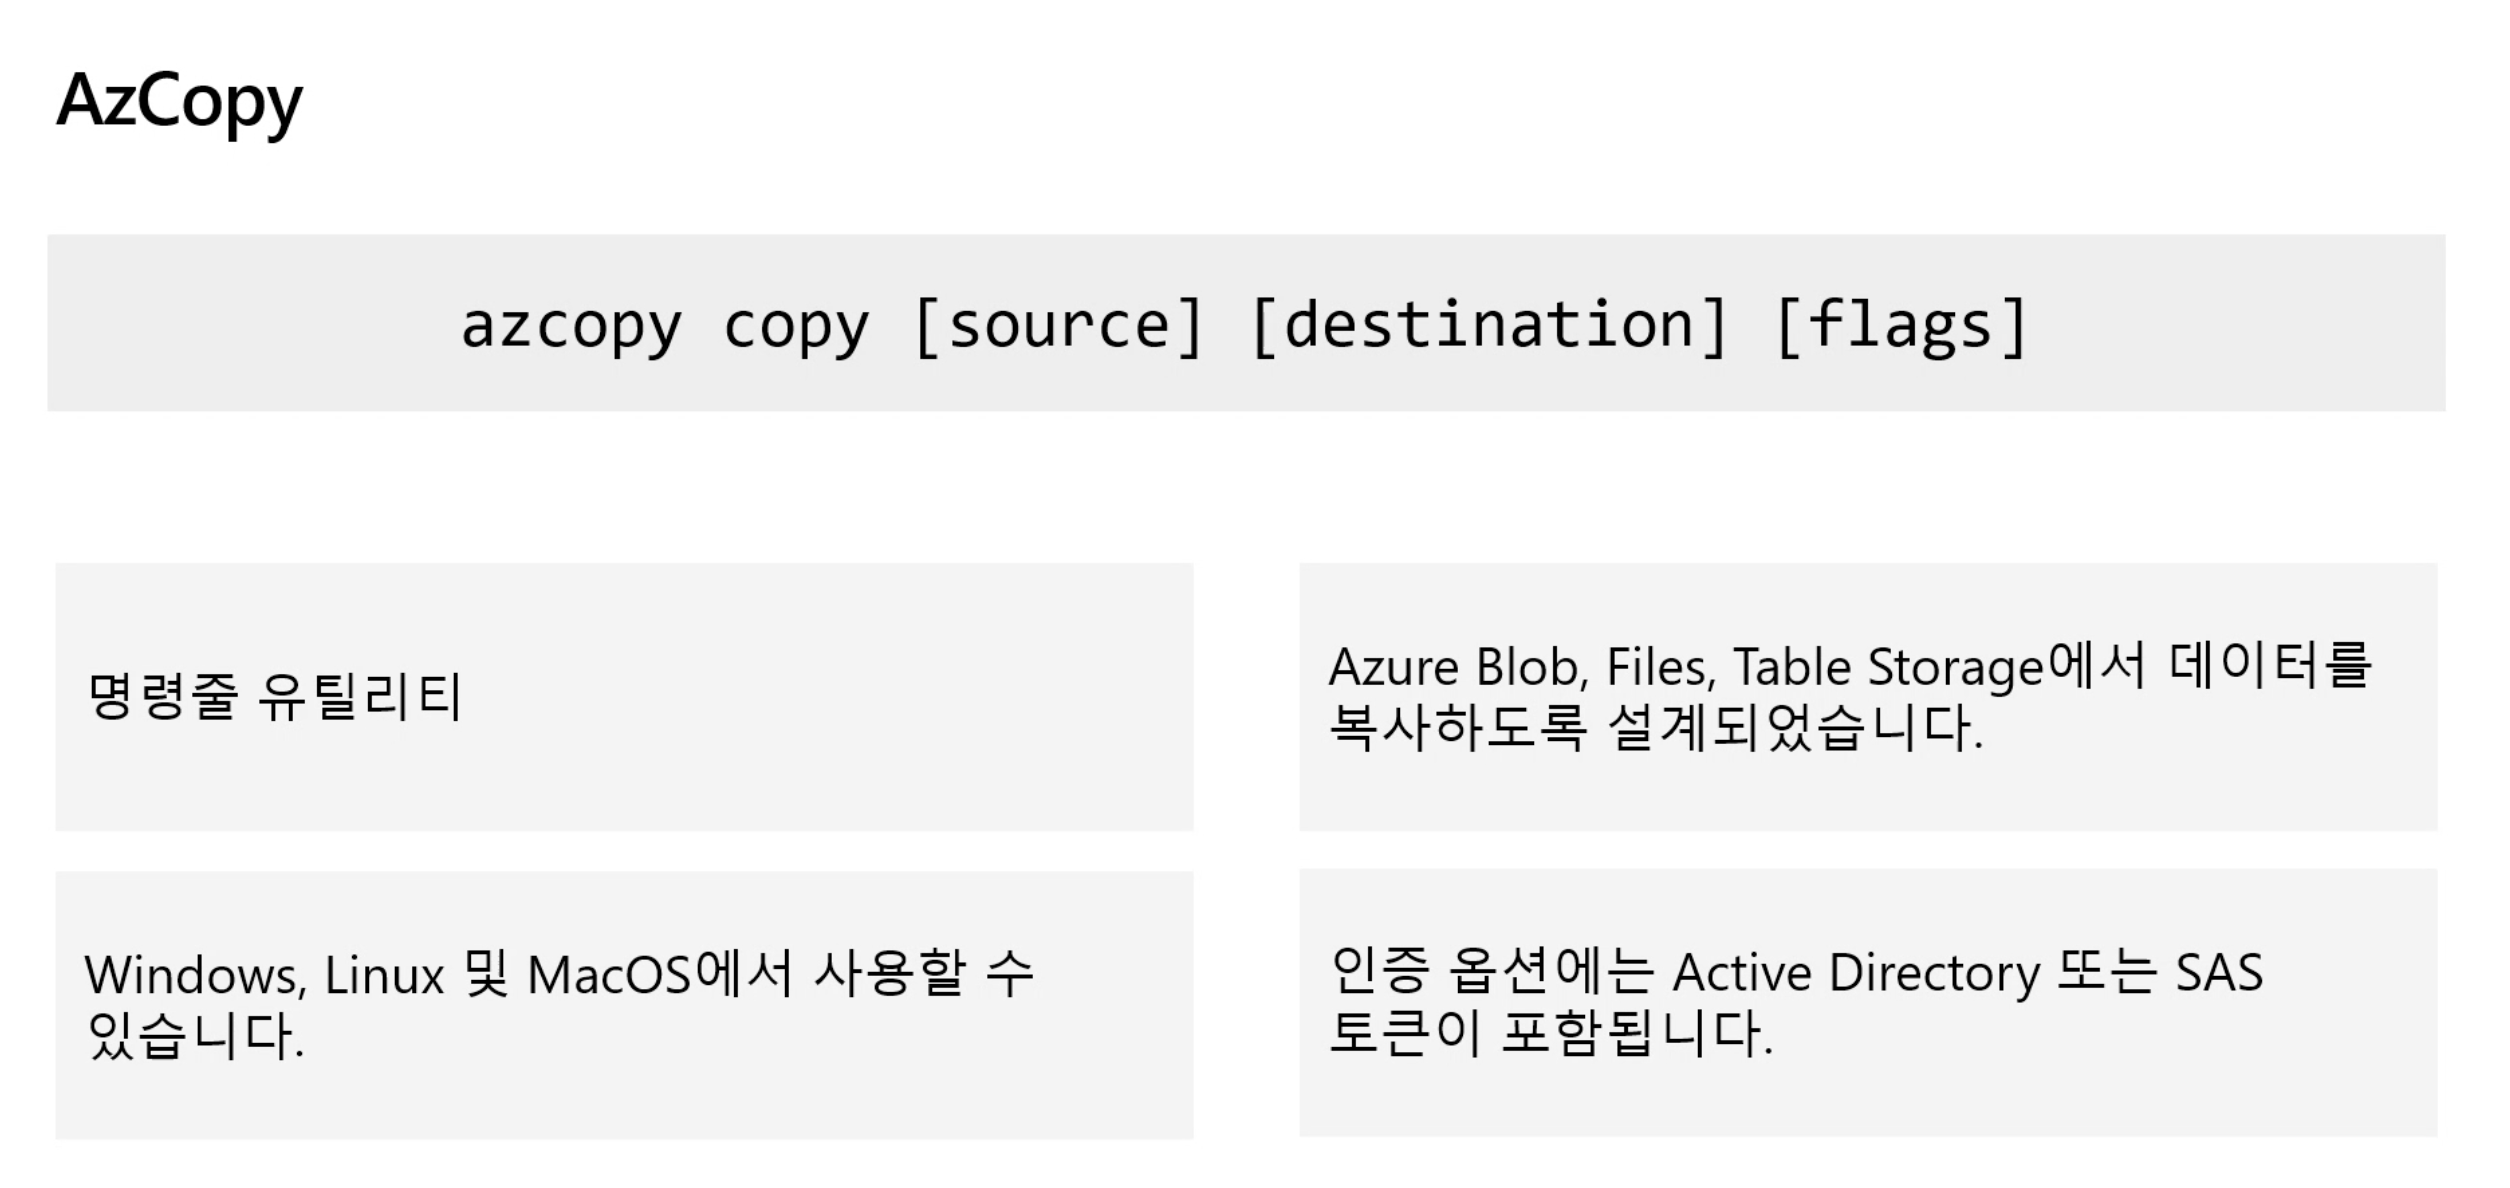 AzCopy
azcopy copy [source] [destination] [flags]
명령줄 유틸리티
Azure Blob, Files, Table Storage에서 데이터를
복사하도록 설계되었습니다.
Windows, Linux 및 MacOS에서 사용할 수
있습니다.
인증 옵션에는 Active Directory 또는 SAS
토큰이 포함됩니다.